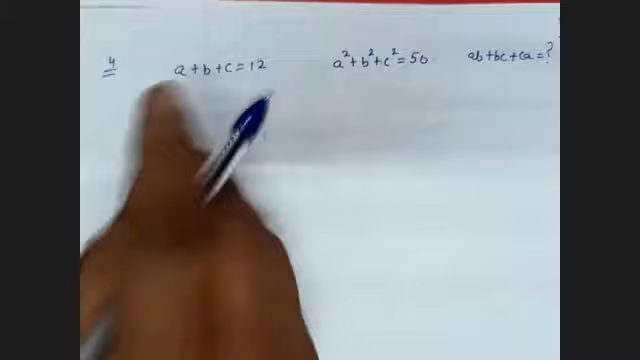 4 a + b + c = 12 a² + b² + c² = 50 ab + bc + ca = ?